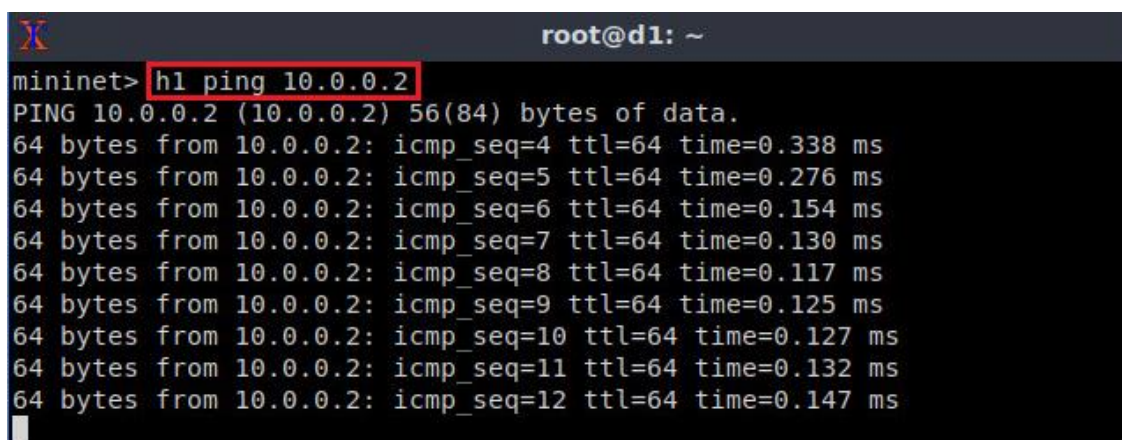 root@d1: ~
mininet> h1 ping 10.0.0.2
PING 10.0.0.2 (10.0.0.2) 56(84) bytes of data.
64 bytes from 10.0.0.2: icmp_seq=4 ttl=64 time=0.338 ms
64 bytes from 10.0.0.2: icmp_seq=5 ttl=64 time=0.276 ms
64 bytes from 10.0.0.2: icmp_seq=6 ttl=64 time=0.154 ms
64 bytes from 10.0.0.2: icmp_seq=7 ttl=64 time=0.130 ms
64 bytes from 10.0.0.2: icmp_seq=8 ttl=64 time=0.117 ms
64 bytes from 10.0.0.2: icmp_seq=9 ttl=64 time=0.125 ms
64 bytes from 10.0.0.2: icmp_seq=10 ttl=64 time=0.127 ms
64 bytes from 10.0.0.2: icmp_seq=11 ttl=64 time=0.132 ms
64 bytes from 10.0.0.2: icmp_seq=12 ttl=64 time=0.147 ms